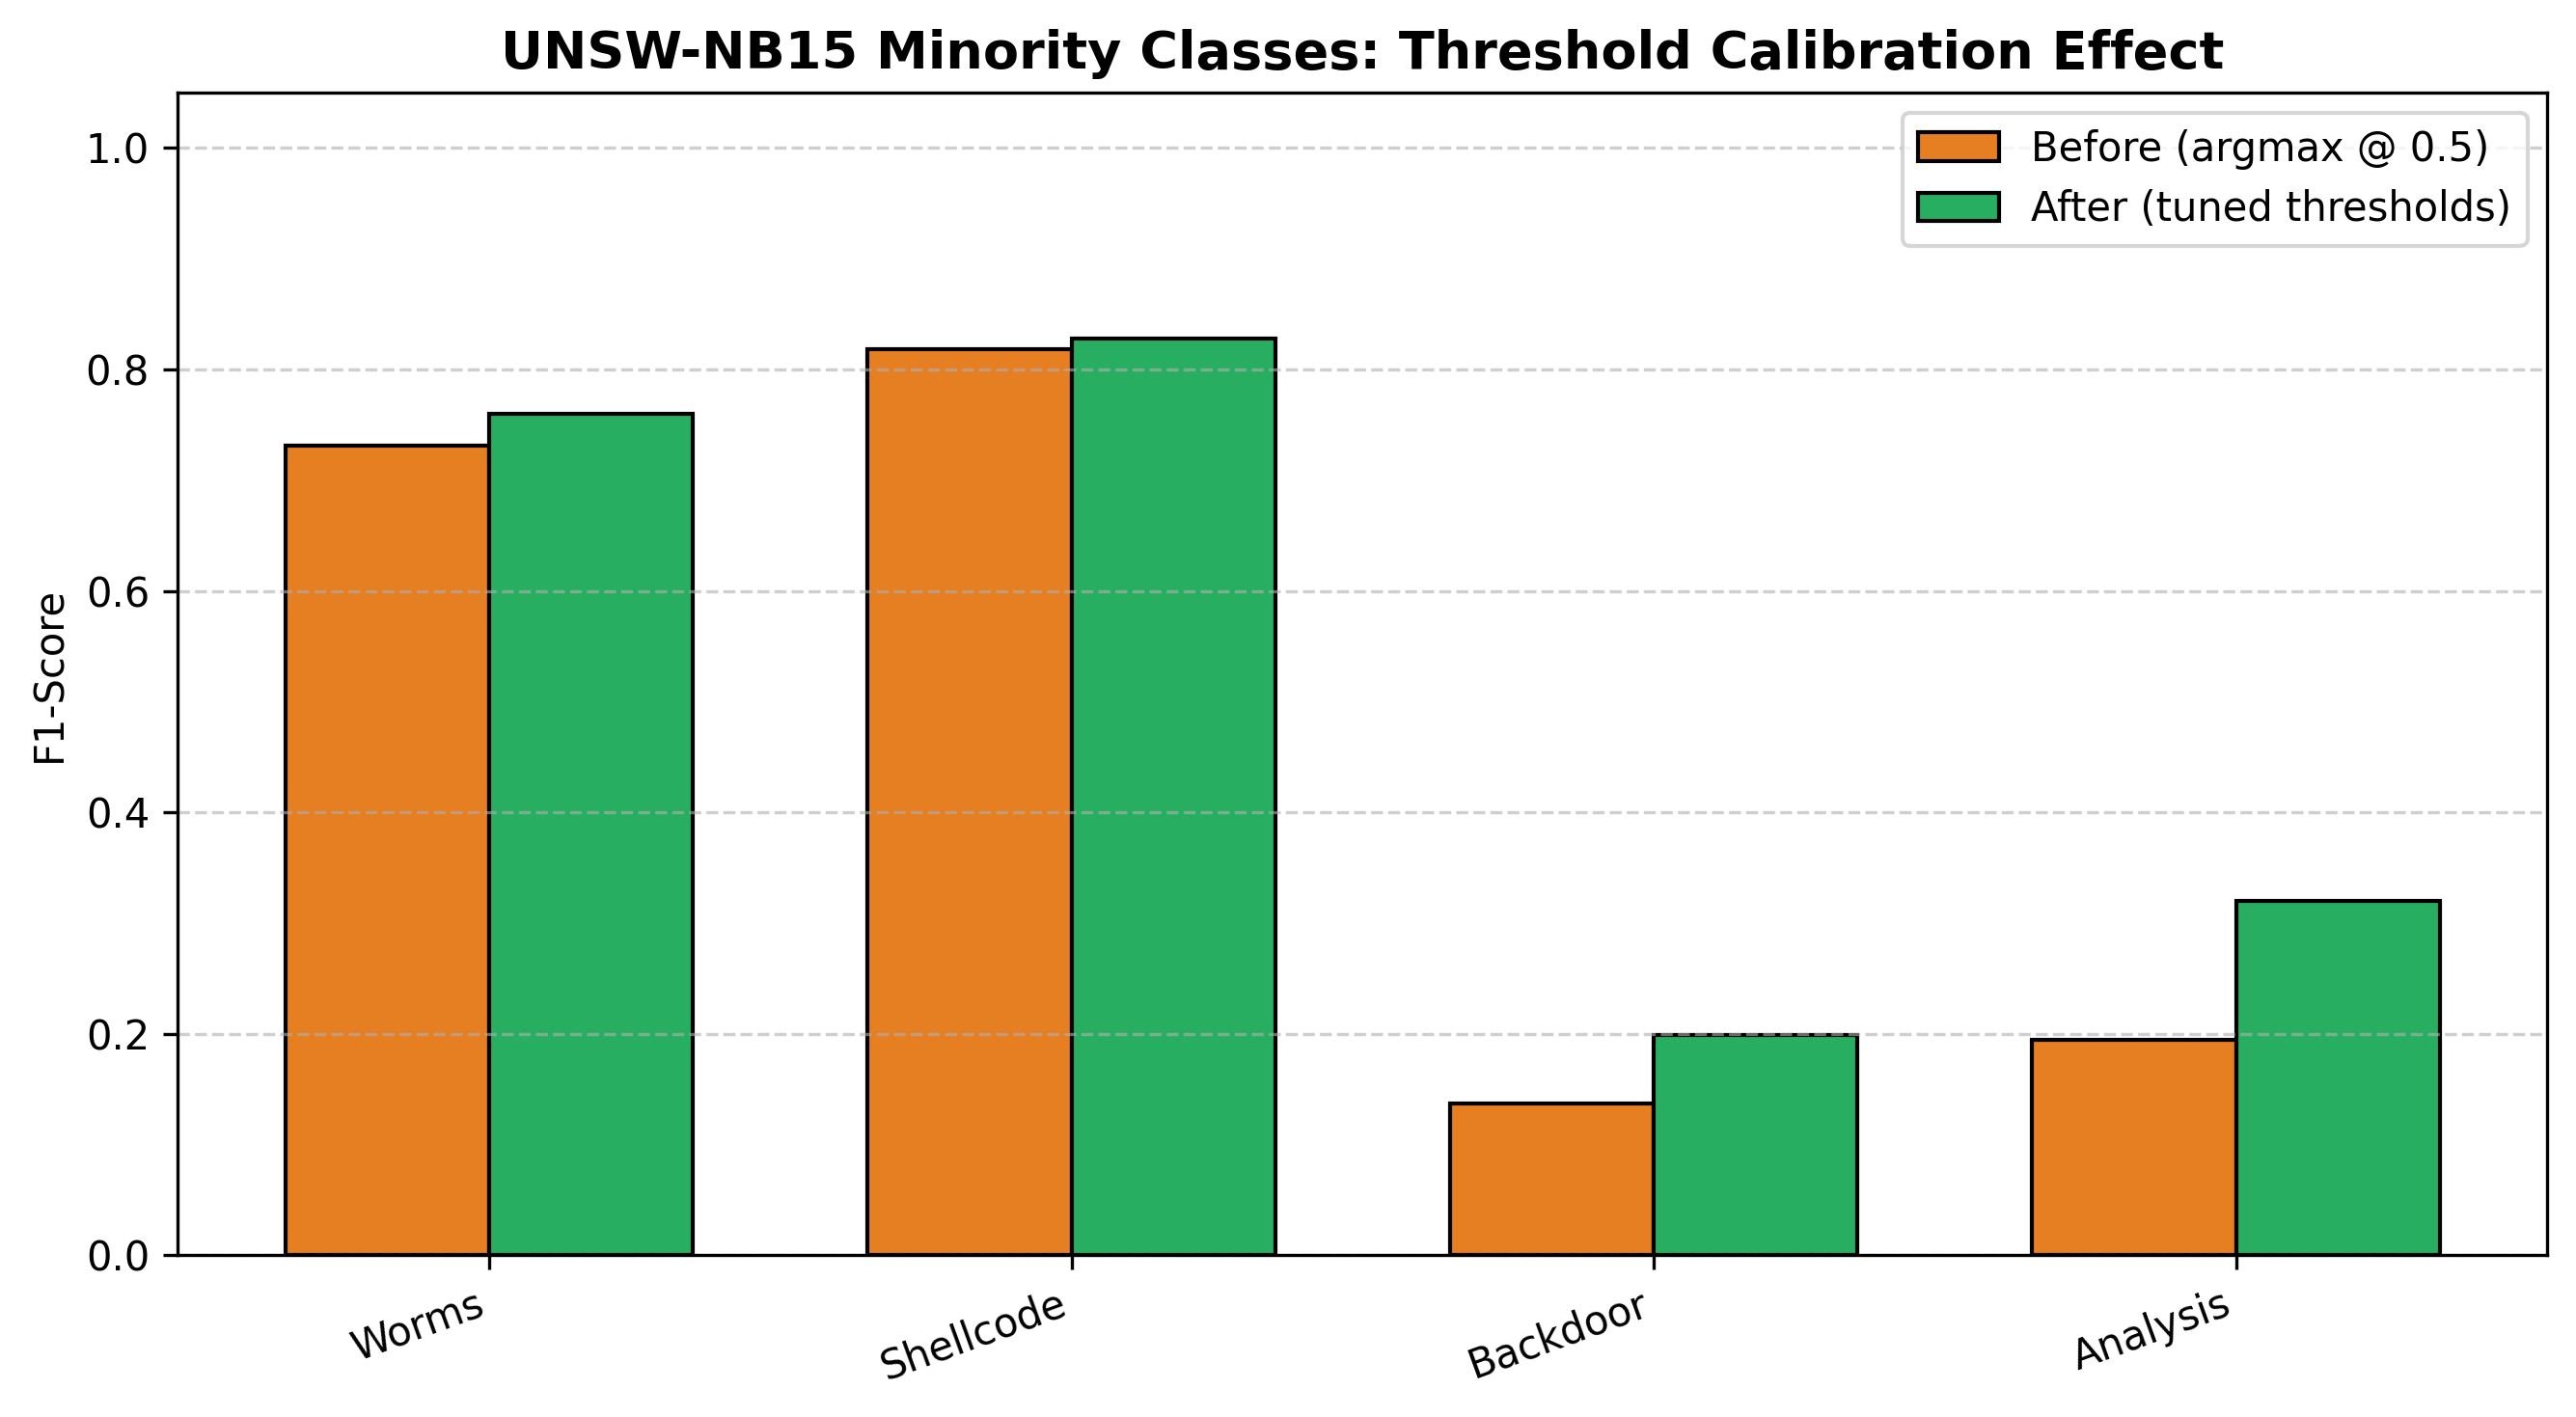 UNSW-NB15 Minority Classes: Threshold Calibration Effect
Before (argmax @ 0.5)
After (tuned thresholds)
F1-Score
1.0
0.8
0.6
0.4
0.2
0.0
Worms
Shellcode
Backdoor
Analysis